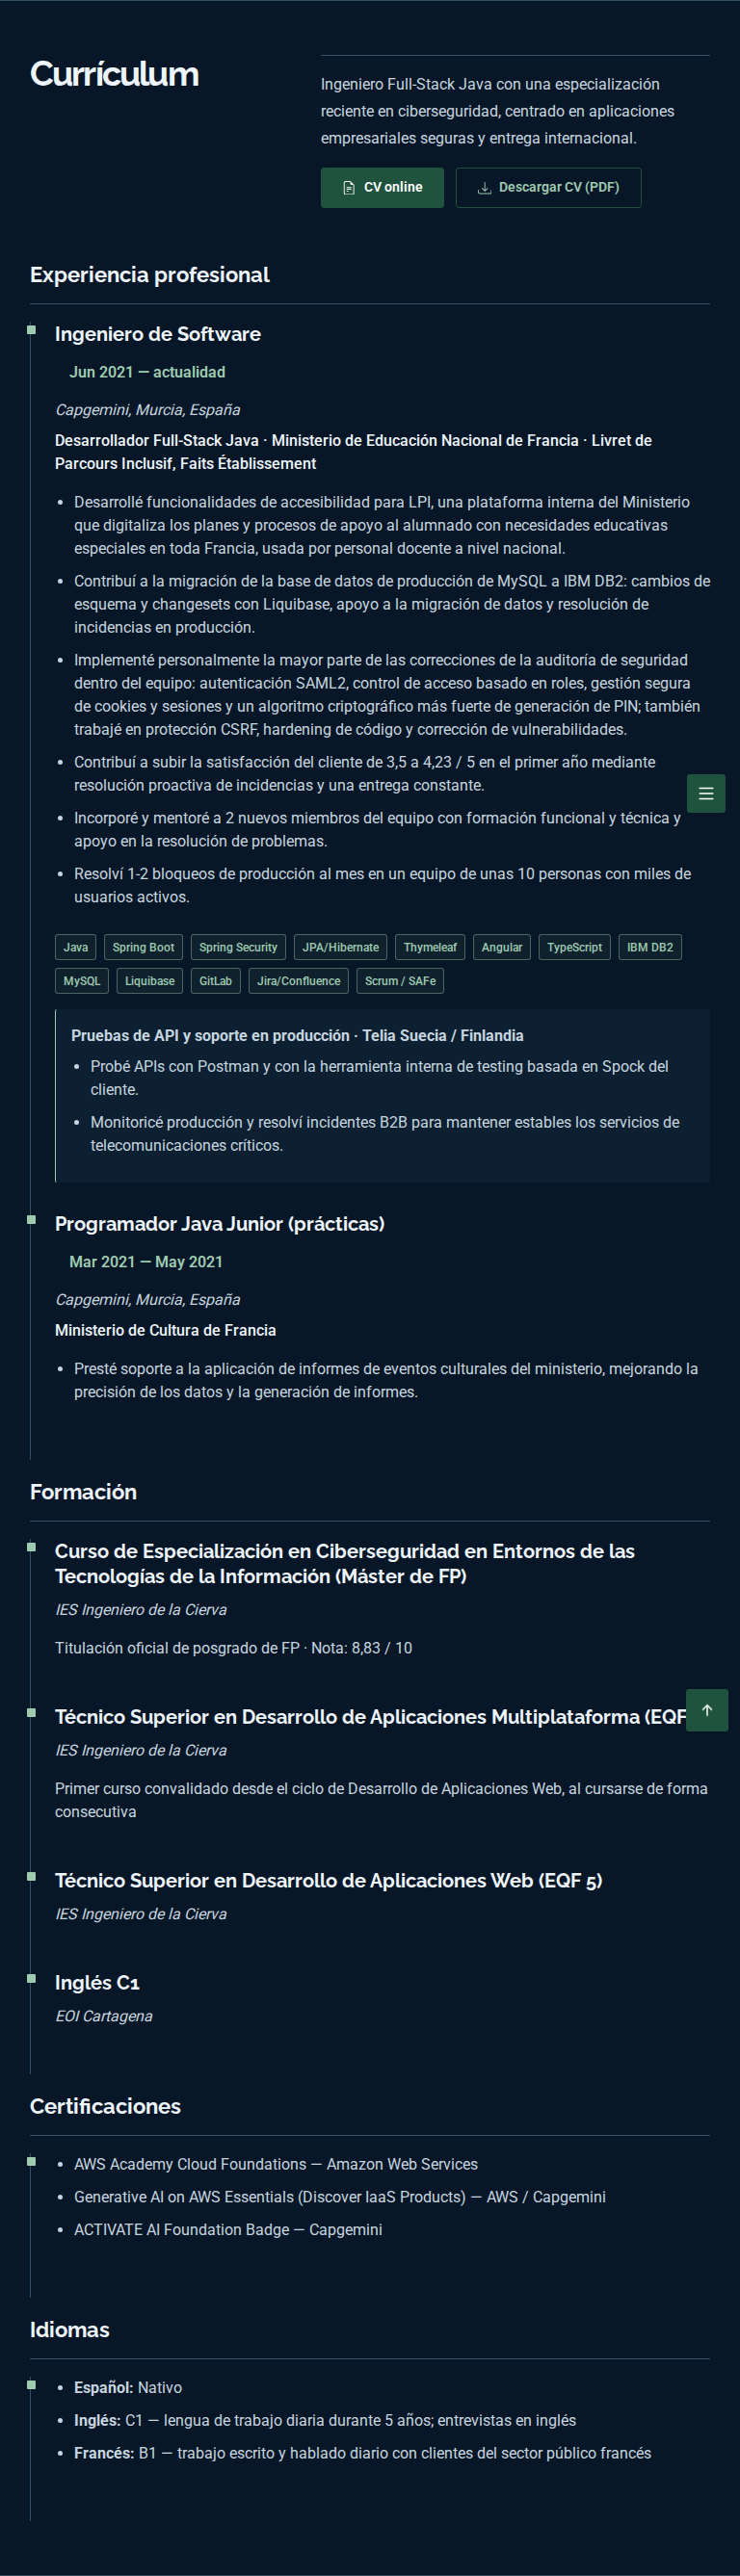 Currículum
Ingeniero Full-Stack Java con una especialización
reciente en ciberseguridad, centrado en aplicaciones
empresariales seguras y entrega internacional.
CV online
Descargar CV (PDF)
Experiencia profesional
Ingeniero de Software
Jun 2021 — actualidad
Capgemini, Murcia, España
Desarrollador Full-Stack Java · Ministerio de Educación Nacional de Francia · Livret de
Parcours Inclusif, Faits Établissement
• Desarrollé funcionalidades de accesibilidad para LPI, una plataforma interna del Ministerio
que digitaliza los planes y procesos de apoyo al alumnado con necesidades educativas
especiales en toda Francia, usada por personal docente a nivel nacional.
• Contribuí a la migración de la base de datos de producción de MySQL a IBM DB2: cambios de
esquema y changesets con Liquibase, apoyo a la migración de datos y resolución de
incidencias en producción.
• Implementé personalmente la mayor parte de las correcciones de la auditoría de seguridad
dentro del equipo: autenticación SAML2, control de acceso basado en roles, gestión segura
de cookies y sesiones y un algoritmo criptográfico más fuerte de generación de PIN; también
trabajé en protección CSRF, hardening de código y corrección de vulnerabilidades.
• Contribuí a subir la satisfacción del cliente de 3,5 a 4,23 / 5 en el primer año mediante
resolución proactiva de incidencias y una entrega constante.
• Incorporé y mentoré a 2 nuevos miembros del equipo con formación funcional y técnica y
apoyo en la resolución de problemas.
• Resolví 1-2 bloqueos de producción al mes en un equipo de unas 10 personas con miles de
usuarios activos.
Java
Spring Boot
Spring Security
JPA/Hibernate
Thymeleaf
Angular
TypeScript
IBM DB2
MySQL
Liquibase
GitLab
Jira/Confluence
Scrum / SAFe
Pruebas de API y soporte en producción · Telia Suecia / Finlandia
• Probé APIs con Postman y con la herramienta interna de testing basada en Spock del
cliente.
• Monitoricé producción y resolví incidentes B2B para mantener estables los servicios de
telecomunicaciones críticos.
Programador Java Junior (prácticas)
Mar 2021 — May 2021
Capgemini, Murcia, España
Ministerio de Cultura de Francia
• Presté soporte a la aplicación de informes de eventos culturales del ministerio, mejorando la
precisión de los datos y la generación de informes.
Formación
Curso de Especialización en Ciberseguridad en Entornos de las
Tecnologías de la Información (Máster de FP)
IES Ingeniero de la Cierva
Titulación oficial de posgrado de FP · Nota: 8,83 / 10
Técnico Superior en Desarrollo de Aplicaciones Multiplataforma (EQF
IES Ingeniero de la Cierva
Primer curso convalidado desde el ciclo de Desarrollo de Aplicaciones Web, al cursarse de forma
consecutiva
Técnico Superior en Desarrollo de Aplicaciones Web (EQF 5)
IES Ingeniero de la Cierva
Inglés C1
EOI Cartagena
Certificaciones
• AWS Academy Cloud Foundations — Amazon Web Services
• Generative AI on AWS Essentials (Discover IaaS Products) — AWS / Capgemini
• ACTIVATE AI Foundation Badge — Capgemini
Idiomas
• Español: Nativo
• Inglés: C1 — lengua de trabajo diaria durante 5 años; entrevistas en inglés
• Francés: B1 — trabajo escrito y hablado diario con clientes del sector público francés